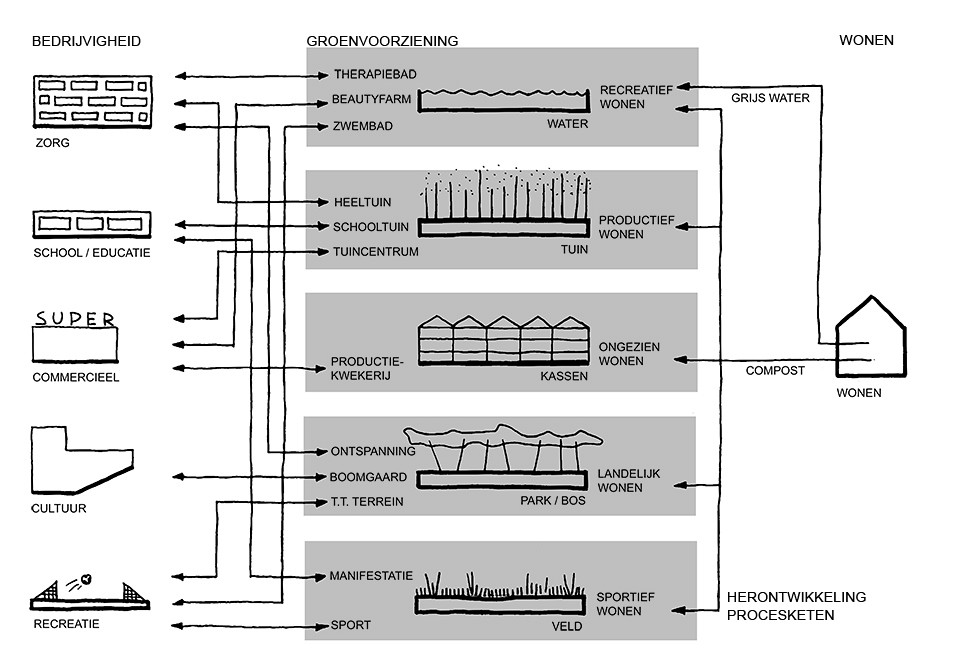 BEDRIJVIGHEID
GROENVOORZIENING
WONEN
ZORG
THERAPIEBAD
BEAUTYFARM
ZWEMBAD
WATER
RECREATIEF
WONEN
GRIJS WATER
SCHOOL / EDUCATIE
HEELTUIN
SCHOOLTUIN
TUINCENTRUM
TUIN
PRODUCTIEF
WONEN
SUPER
COMMERCIEEL
PRODUCTIE-
KWEKERIJ
KASSEN
ONGEZIEN
WONEN
COMPOST
WONEN
CULTUUR
ONTSPANNING
BOOMGAARD
T.T. TERREIN
PARK / BOS
LANDELIJK
WONEN
RECREATIE
MANIFESTATIE
SPORT
VELD
SPORTIEF
WONEN
HERONTWIKKELING
PROCESKETEN